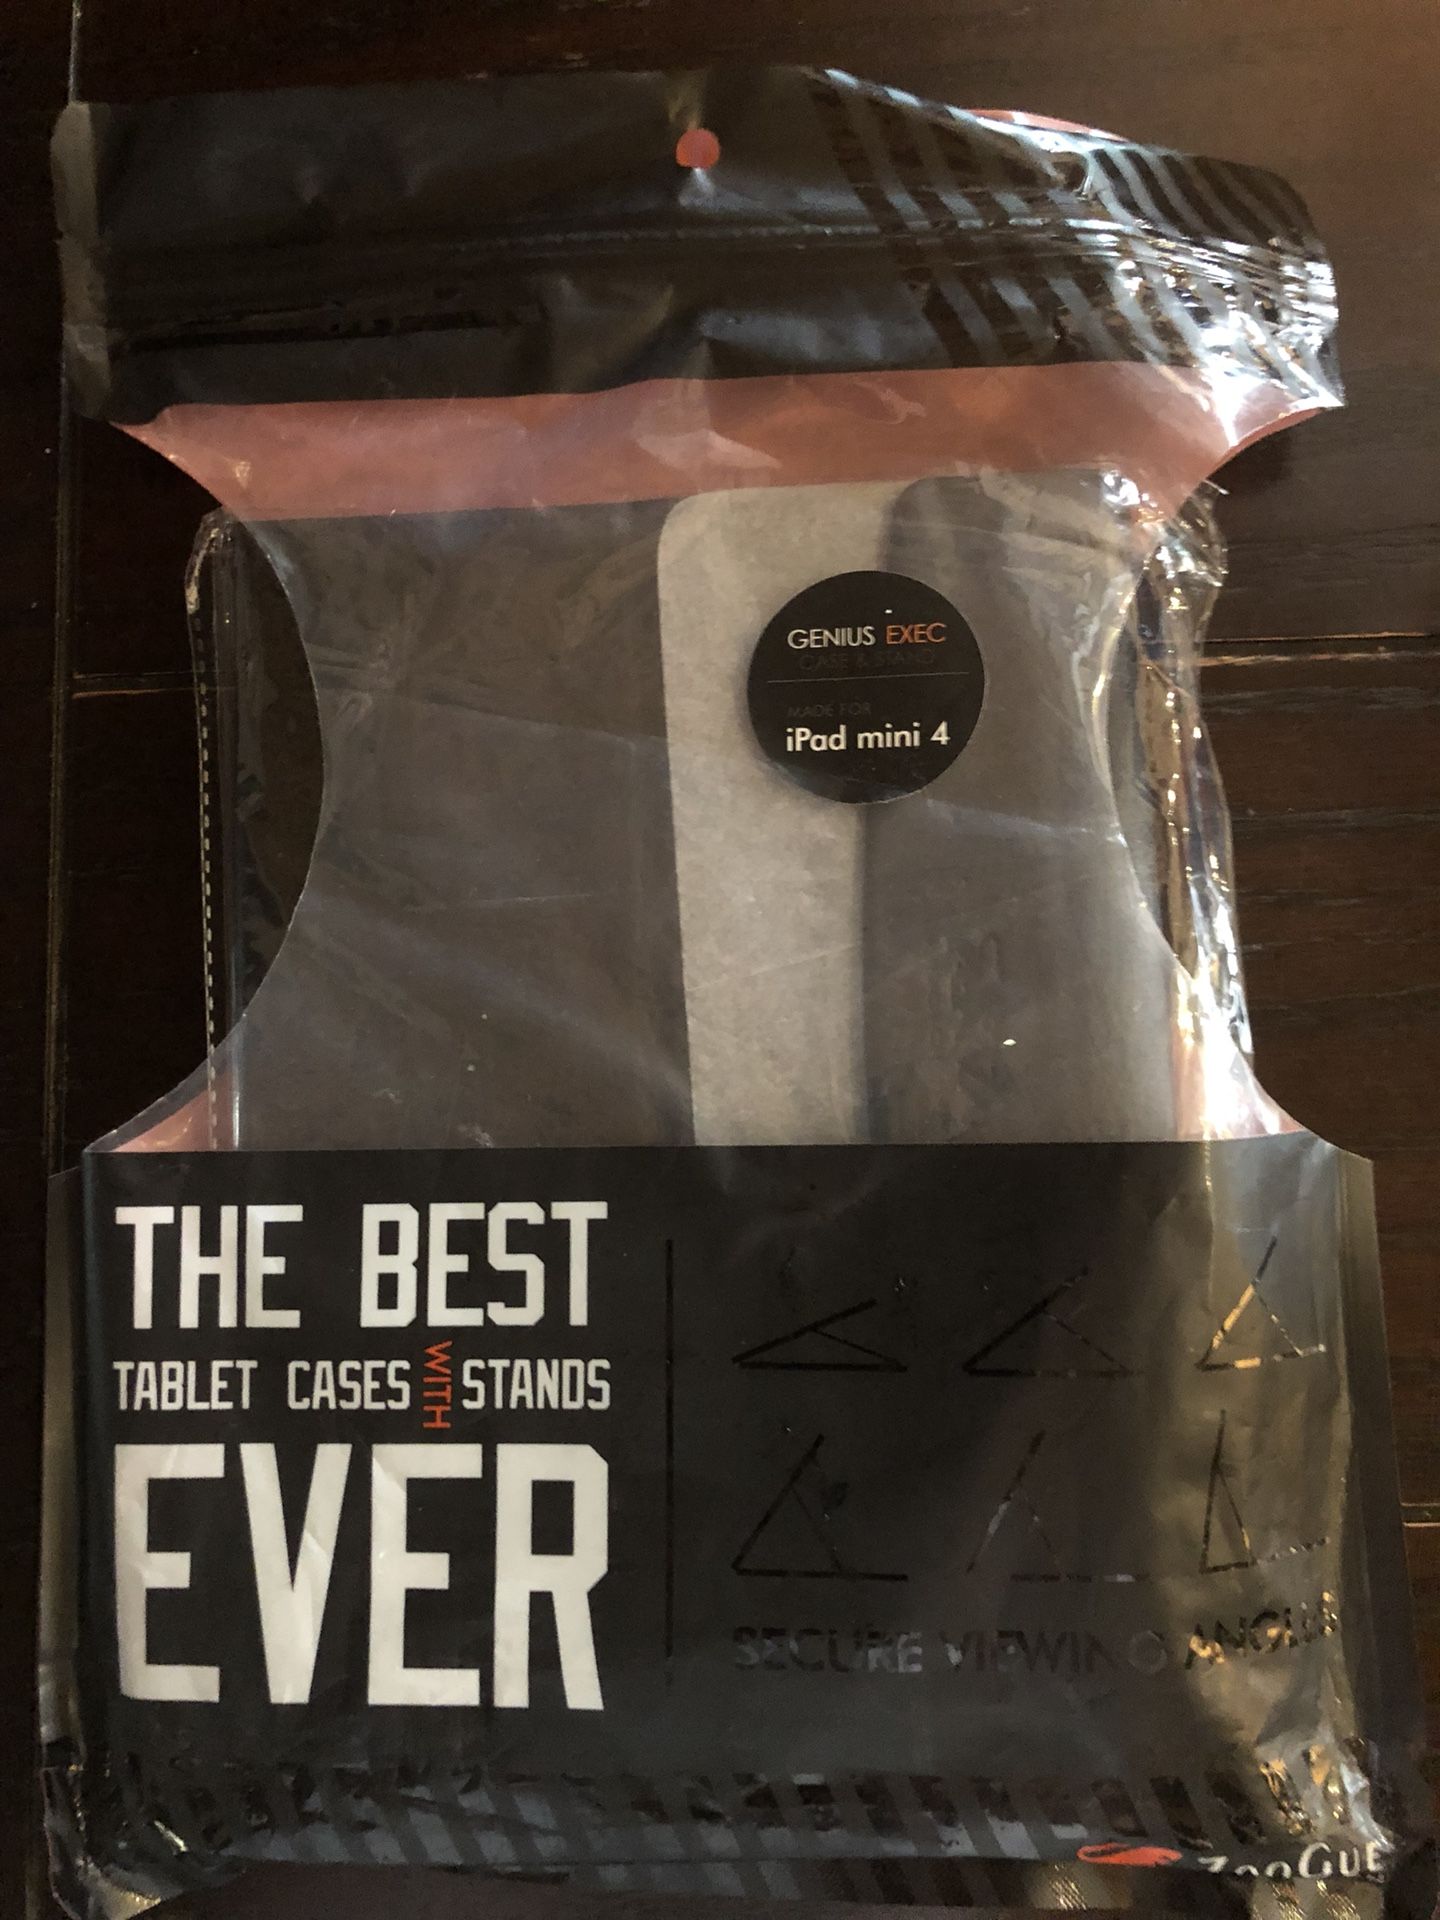 GENIUS EXEC
CASE & STAND
MADE FOR
iPad mini 4
THE BEST
TABLET CASES WITH STANDS
EVER
SECURE VIEWING ANGLES
ZOOGUE